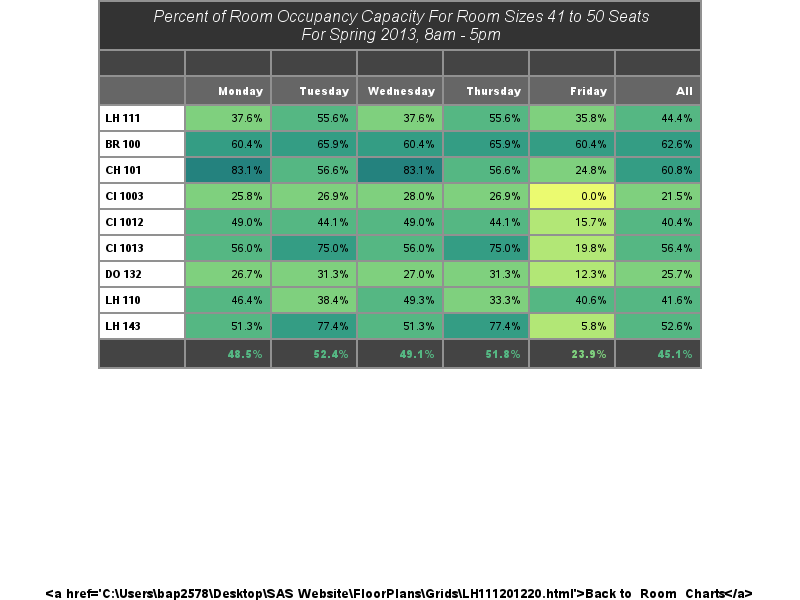 Percent of Room Occupancy Capacity For Room Sizes 41 to 50 Seats
For Spring 2013, 8am - 5pm
Monday Tuesday Wednesday Thursday Friday All
LH 111 37.6% 55.6% 37.6% 55.6% 35.8% 44.4%
BR 100 60.4% 65.9% 60.4% 65.9% 60.4% 62.6%
CH 101 83.1% 56.6% 83.1% 56.6% 24.8% 60.8%
CI 1003 25.8% 26.9% 28.0% 26.9% 0.0% 21.5%
CI 1012 49.0% 44.1% 49.0% 44.1% 15.7% 40.4%
CI 1013 56.0% 75.0% 56.0% 75.0% 19.8% 56.4%
DO 132 26.7% 31.3% 27.0% 31.3% 12.3% 25.7%
LH 110 46.4% 38.4% 49.3% 33.3% 40.6% 41.6%
LH 143 51.3% 77.4% 51.3% 77.4% 5.8% 52.6%
48.5% 52.4% 49.1% 51.8% 23.9% 45.1%
<a href='C:\Users\bap2578\Desktop\SAS Website\FloorPlans\Grids\LH111201220.html'>Back to Room Charts</a>